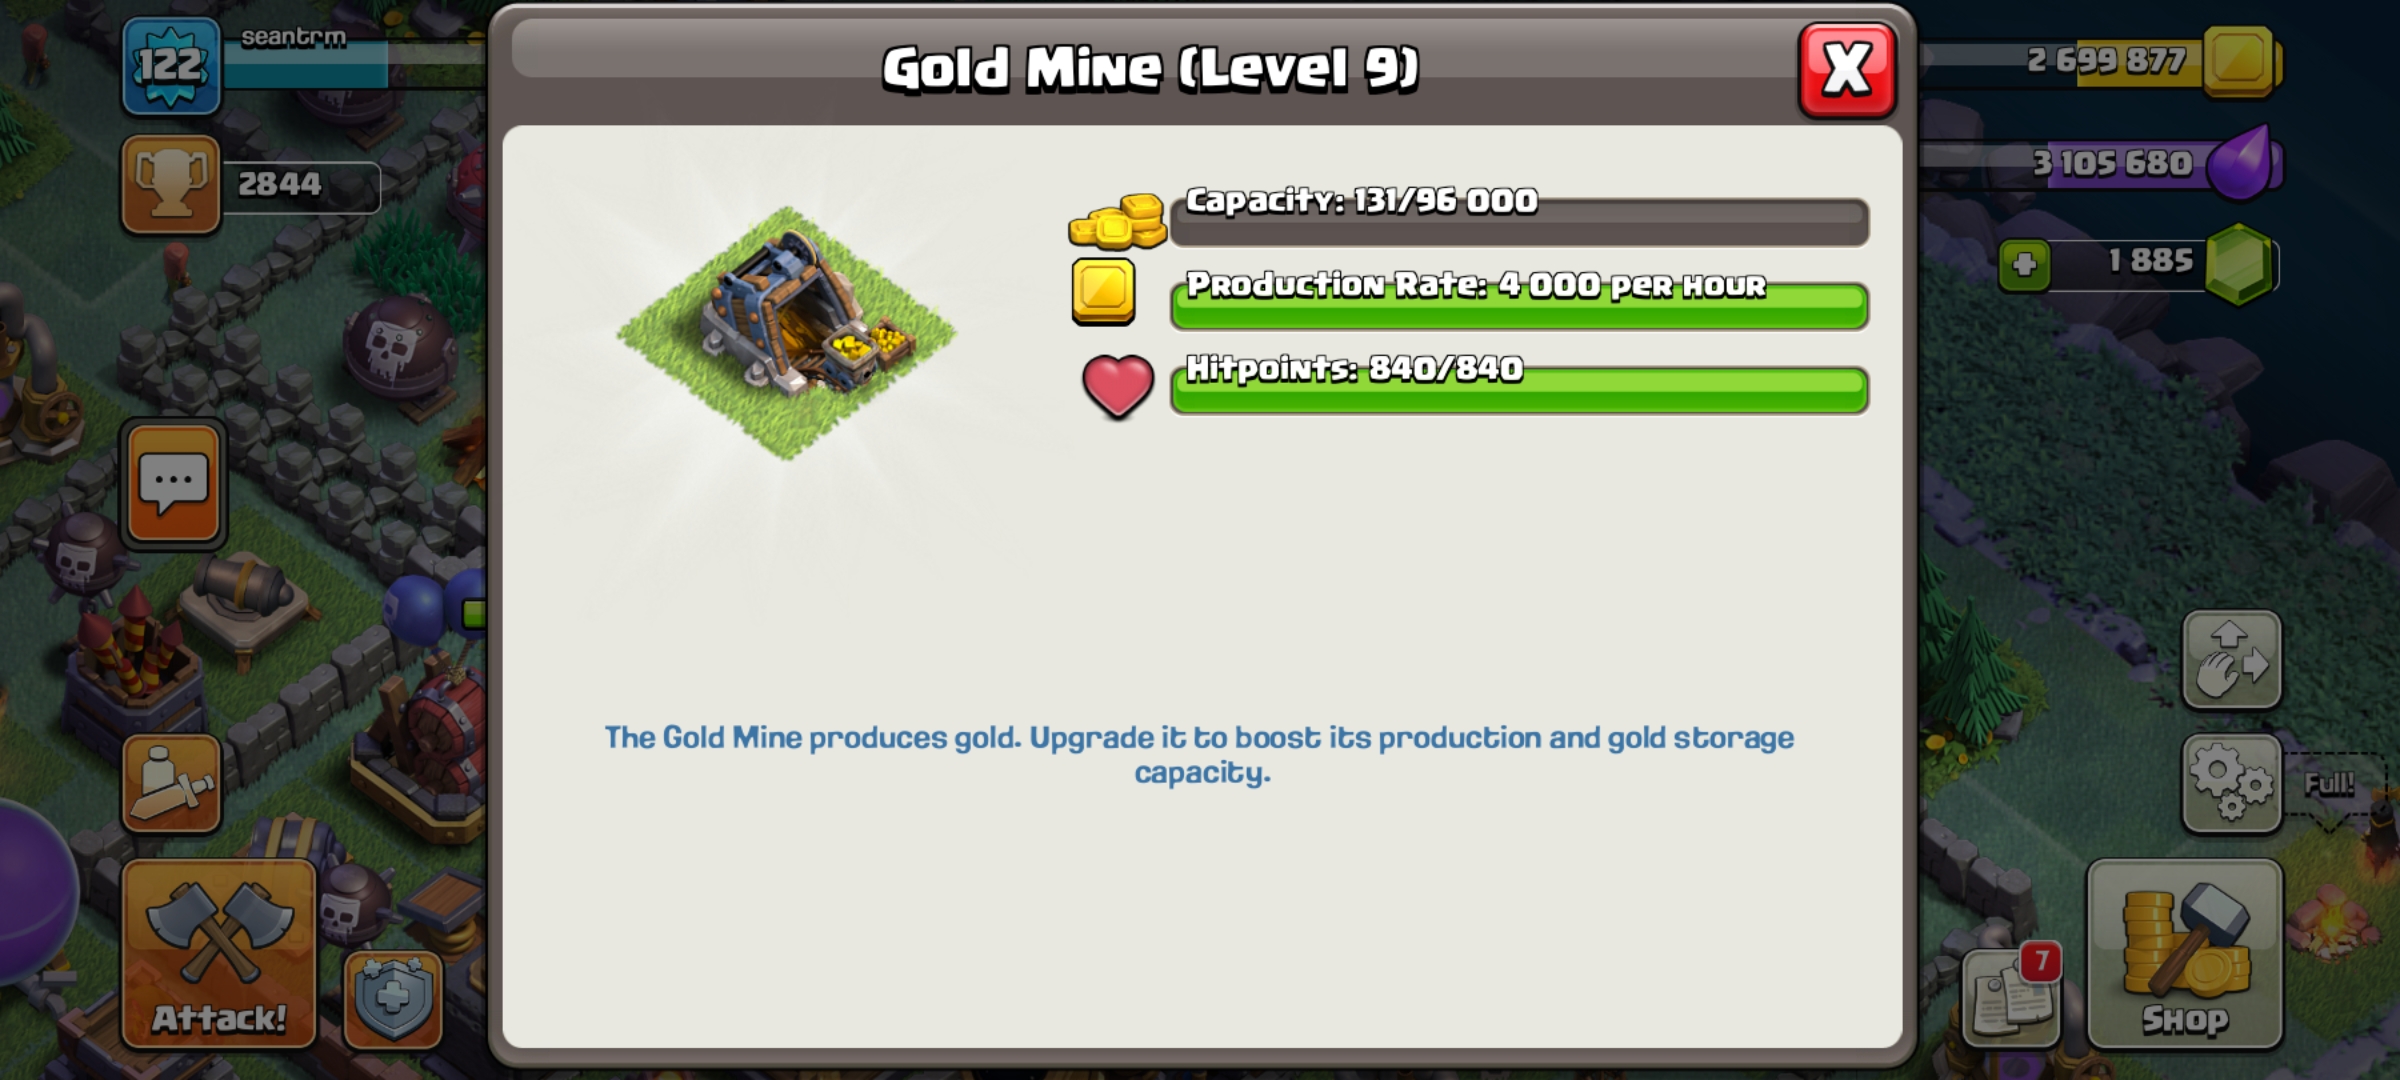 122
seantrm
Gold Mine (Level 9)
X
2 699 877
2844
Capacity: 131/96 000
3 105 680
Production Rate: 4 000 per hour
1 885
Hitpoints: 840/840
The Gold Mine produces gold. Upgrade it to boost its production and gold storage
capacity.
Full!
7
Attack!
Shop